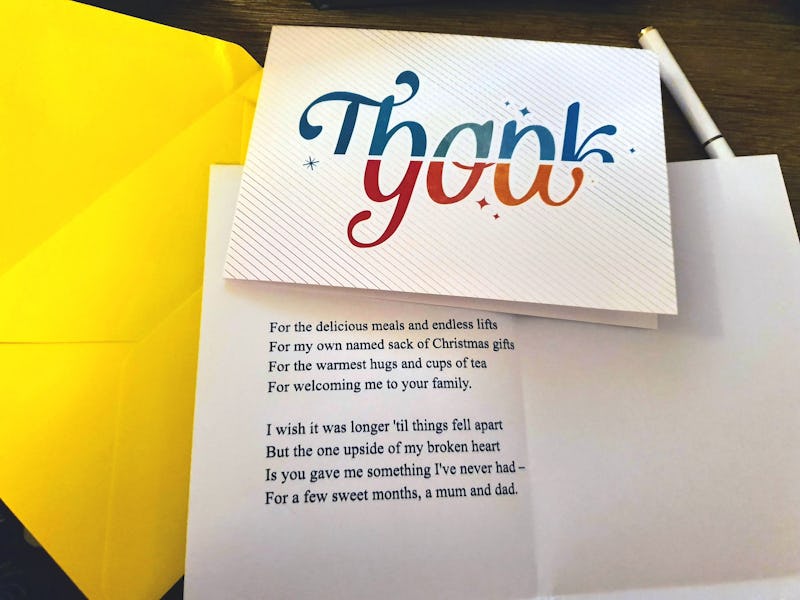 Thank
you
For the delicious meals and endless lifts
For my own named sack of Christmas gifts
For the warmest hugs and cups of tea
For welcoming me to your family.
I wish it was longer 'til things fell apart
But the one upside of my broken heart
Is you gave me something I've never had –
For a few sweet months, a mum and dad.